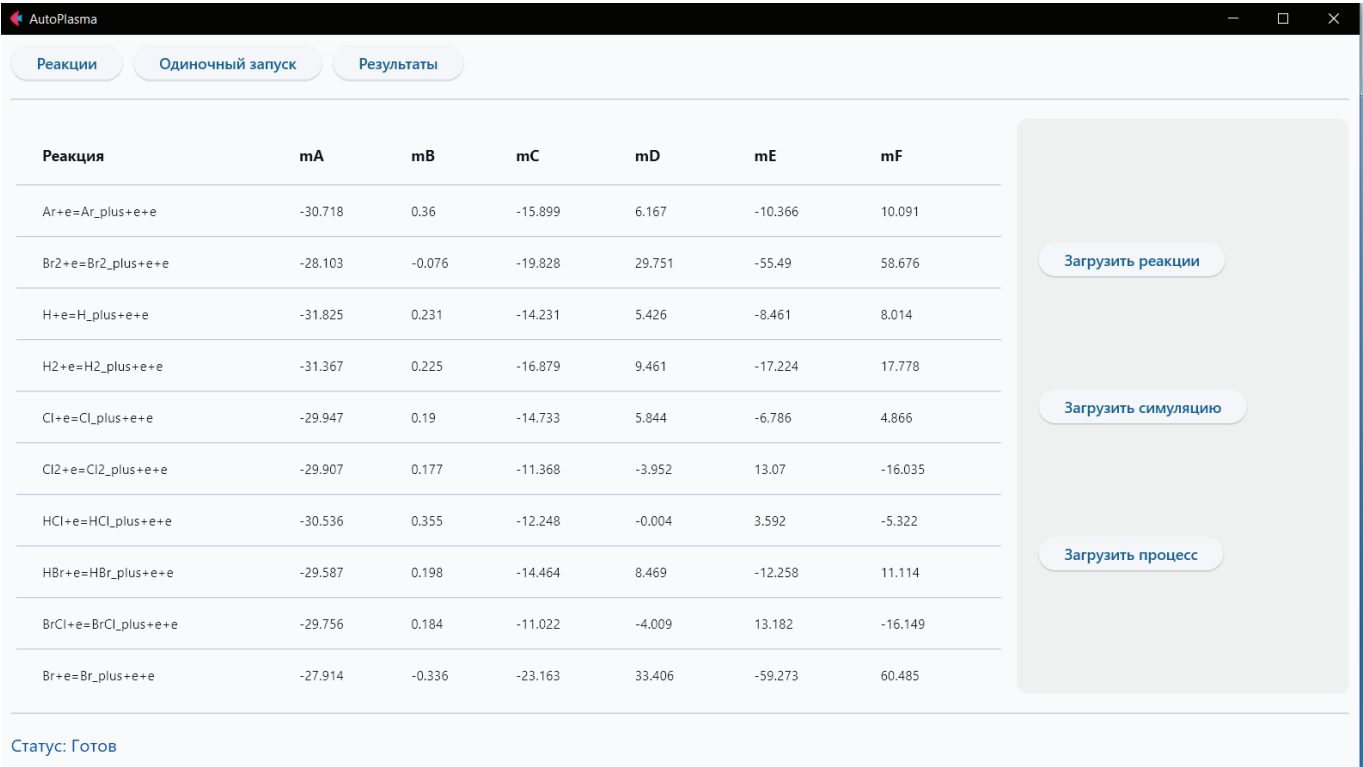 AutoPlasma
Реакции Одиночный запуск Результаты
Реакция mA mB mC mD mE mF
Ar+e=Ar_plus+e+e -30.718 0.36 -15.899 6.167 -10.366 10.091
Br2+e=Br2_plus+e+e -28.103 -0.076 -19.828 29.751 -55.49 58.676
H+e=H_plus+e+e -31.825 0.231 -14.231 5.426 -8.461 8.014
H2+e=H2_plus+e+e -31.367 0.225 -16.879 9.461 -17.224 17.778
Cl+e=Cl_plus+e+e -29.947 0.19 -14.733 5.844 -6.786 4.866
Cl2+e=Cl2_plus+e+e -29.907 0.177 -11.368 -3.952 13.07 -16.035
HCl+e=HCl_plus+e+e -30.536 0.355 -12.248 -0.004 3.592 -5.322
HBr+e=HBr_plus+e+e -29.587 0.198 -14.464 8.469 -12.258 11.114
BrCl+e=BrCl_plus+e+e -29.756 0.184 -11.022 -4.009 13.182 -16.149
Br+e=Br_plus+e+e -27.914 -0.336 -23.163 33.406 -59.273 60.485
Загрузить реакции
Загрузить симуляцию
Загрузить процесс
Статус: Готов